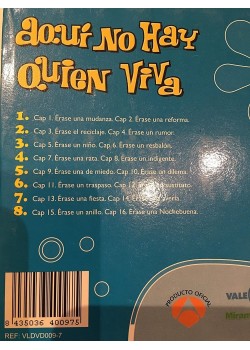 aquí no Hay
Quien Viva
1. Cap 1. Érase una mudanza. Cap 2. Érase una reforma.
2. Cap 3. Érase el reciclaje. Cap 4. Érase un rumor.
3. Cap 5. Érase un niño. Cap 6. Érase un resbalón.
4. Cap 7. Érase una rata. Cap 8. Érase un indigente.
5. Cap 9. Érase una de miedo. Cap 10. Érase un dilema.
6. Cap 11. Érase un traspaso. Cap 12.
7. Cap 13. Érase una fiesta. Cap 14.
8. Cap 15. Érase un anillo. Cap 16. Érase una Nochebuena.
8 435036 400975
REF: VLDVD009-7
PRODUCTO OFICIAL
VALE